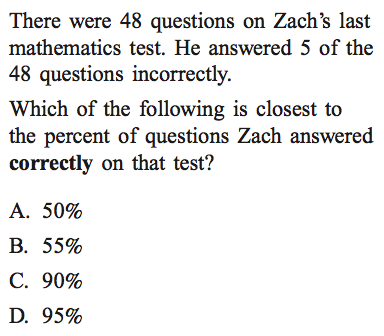 There were 48 questions on Zach's last
mathematics test. He answered 5 of the
48 questions incorrectly.
Which of the following is closest to
the percent of questions Zach answered
correctly on that test?
A. 50%
B. 55%
C. 90%
D. 95%